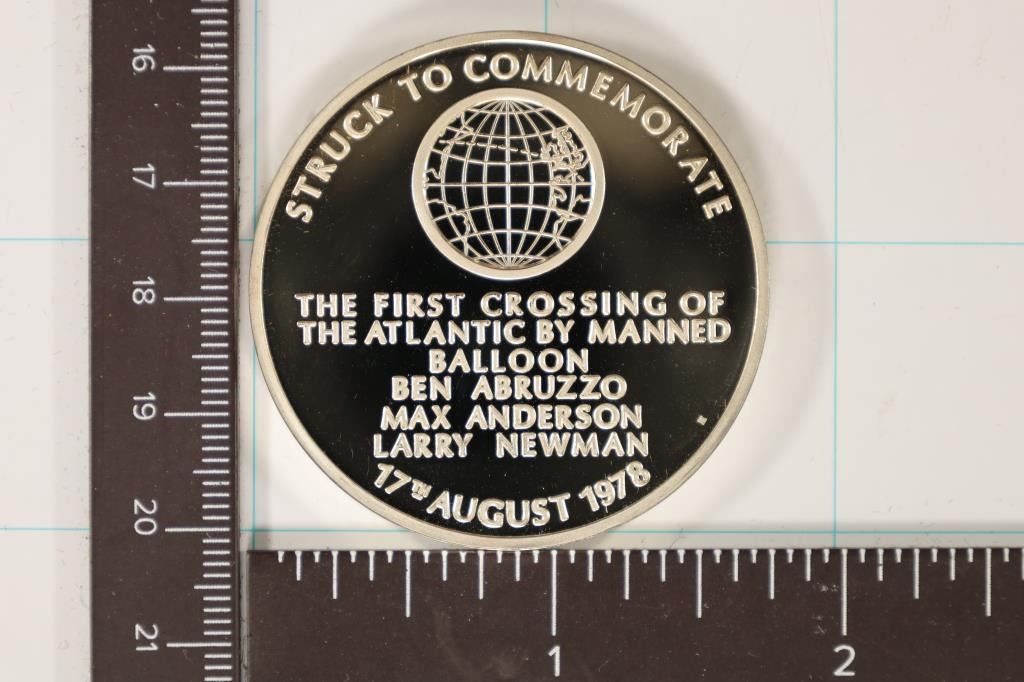 STRUCK TO COMMEMORATE
THE FIRST CROSSING OF
THE ATLANTIC BY MANNED
BALLOON
BEN ABRUZZO
MAX ANDERSON
LARRY NEWMAN
17TH AUGUST 1978
16
17
18
19
20
21
1 2